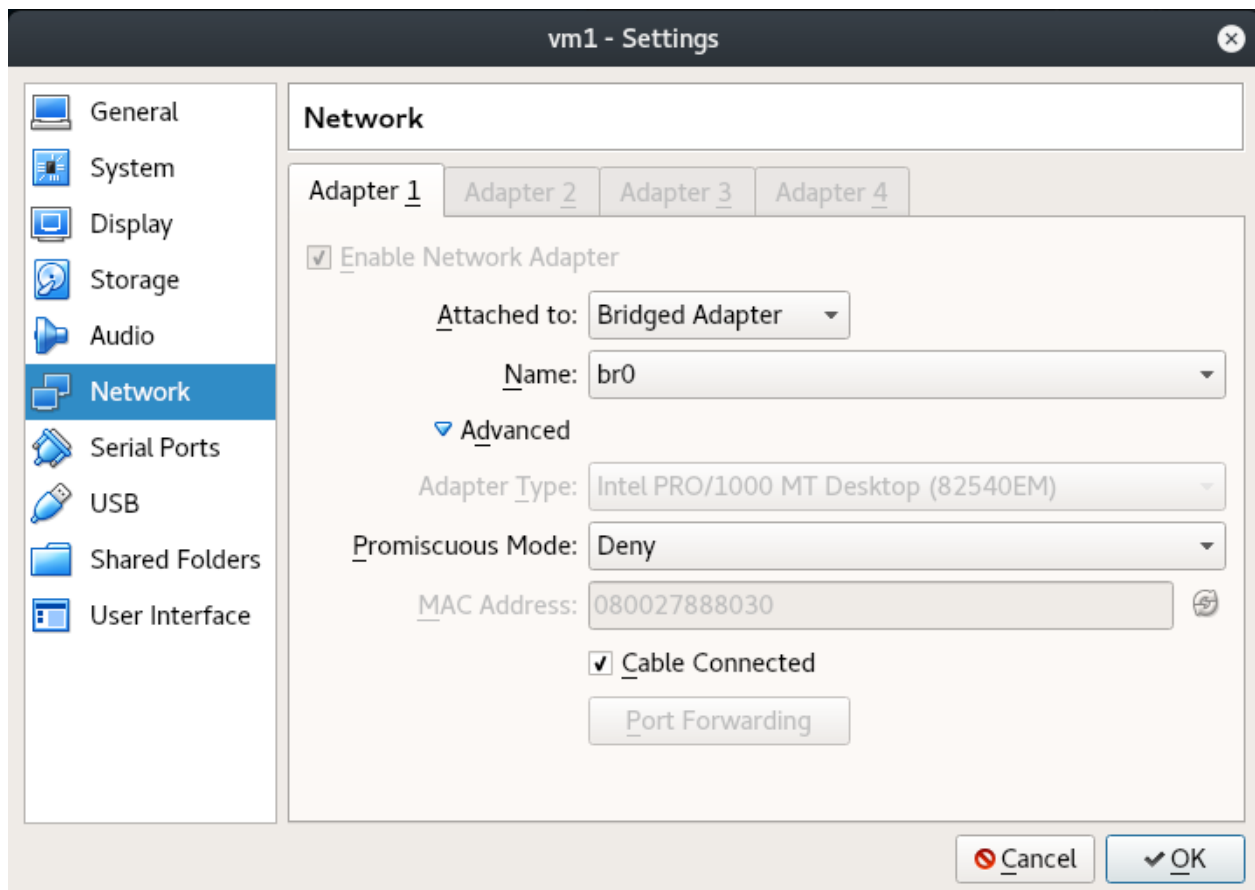 vm1 - Settings
General
System
Display
Storage
Audio
Network
Serial Ports
USB
Shared Folders
User Interface
Network
Adapter 1 Adapter 2 Adapter 3 Adapter 4
Enable Network Adapter
Attached to: Bridged Adapter
Name: br0
Advanced
Adapter Type: Intel PRO/1000 MT Desktop (82540EM)
Promiscuous Mode: Deny
MAC Address: 080027888030
Cable Connected
Port Forwarding
Cancel OK